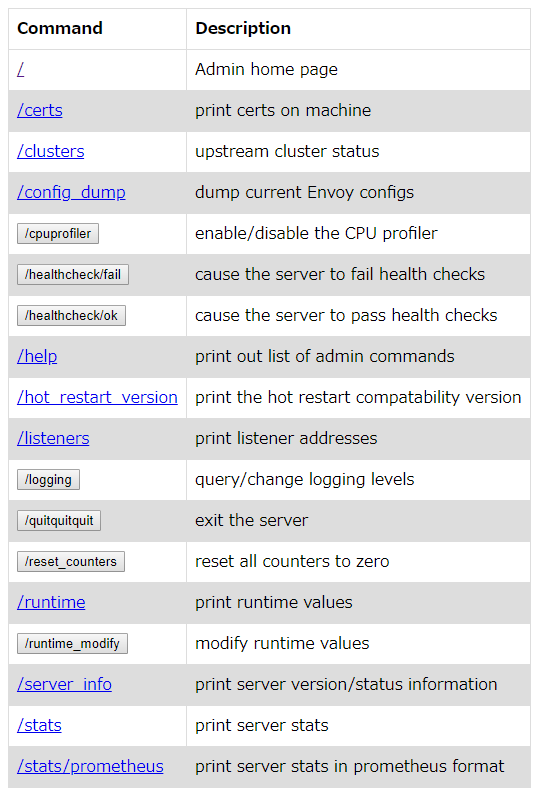 Command Description
/ Admin home page
/certs print certs on machine
/clusters upstream cluster status
/config_dump dump current Envoy configs
/cpuprofiler enable/disable the CPU profiler
/healthcheck/fail cause the server to fail health checks
/healthcheck/ok cause the server to pass health checks
/help print out list of admin commands
/hot_restart_version print the hot restart compatability version
/listeners print listener addresses
/logging query/change logging levels
/quitquitquit exit the server
/reset_counters reset all counters to zero
/runtime print runtime values
/runtime_modify modify runtime values
/server_info print server version/status information
/stats print server stats
/stats/prometheus print server stats in prometheus format